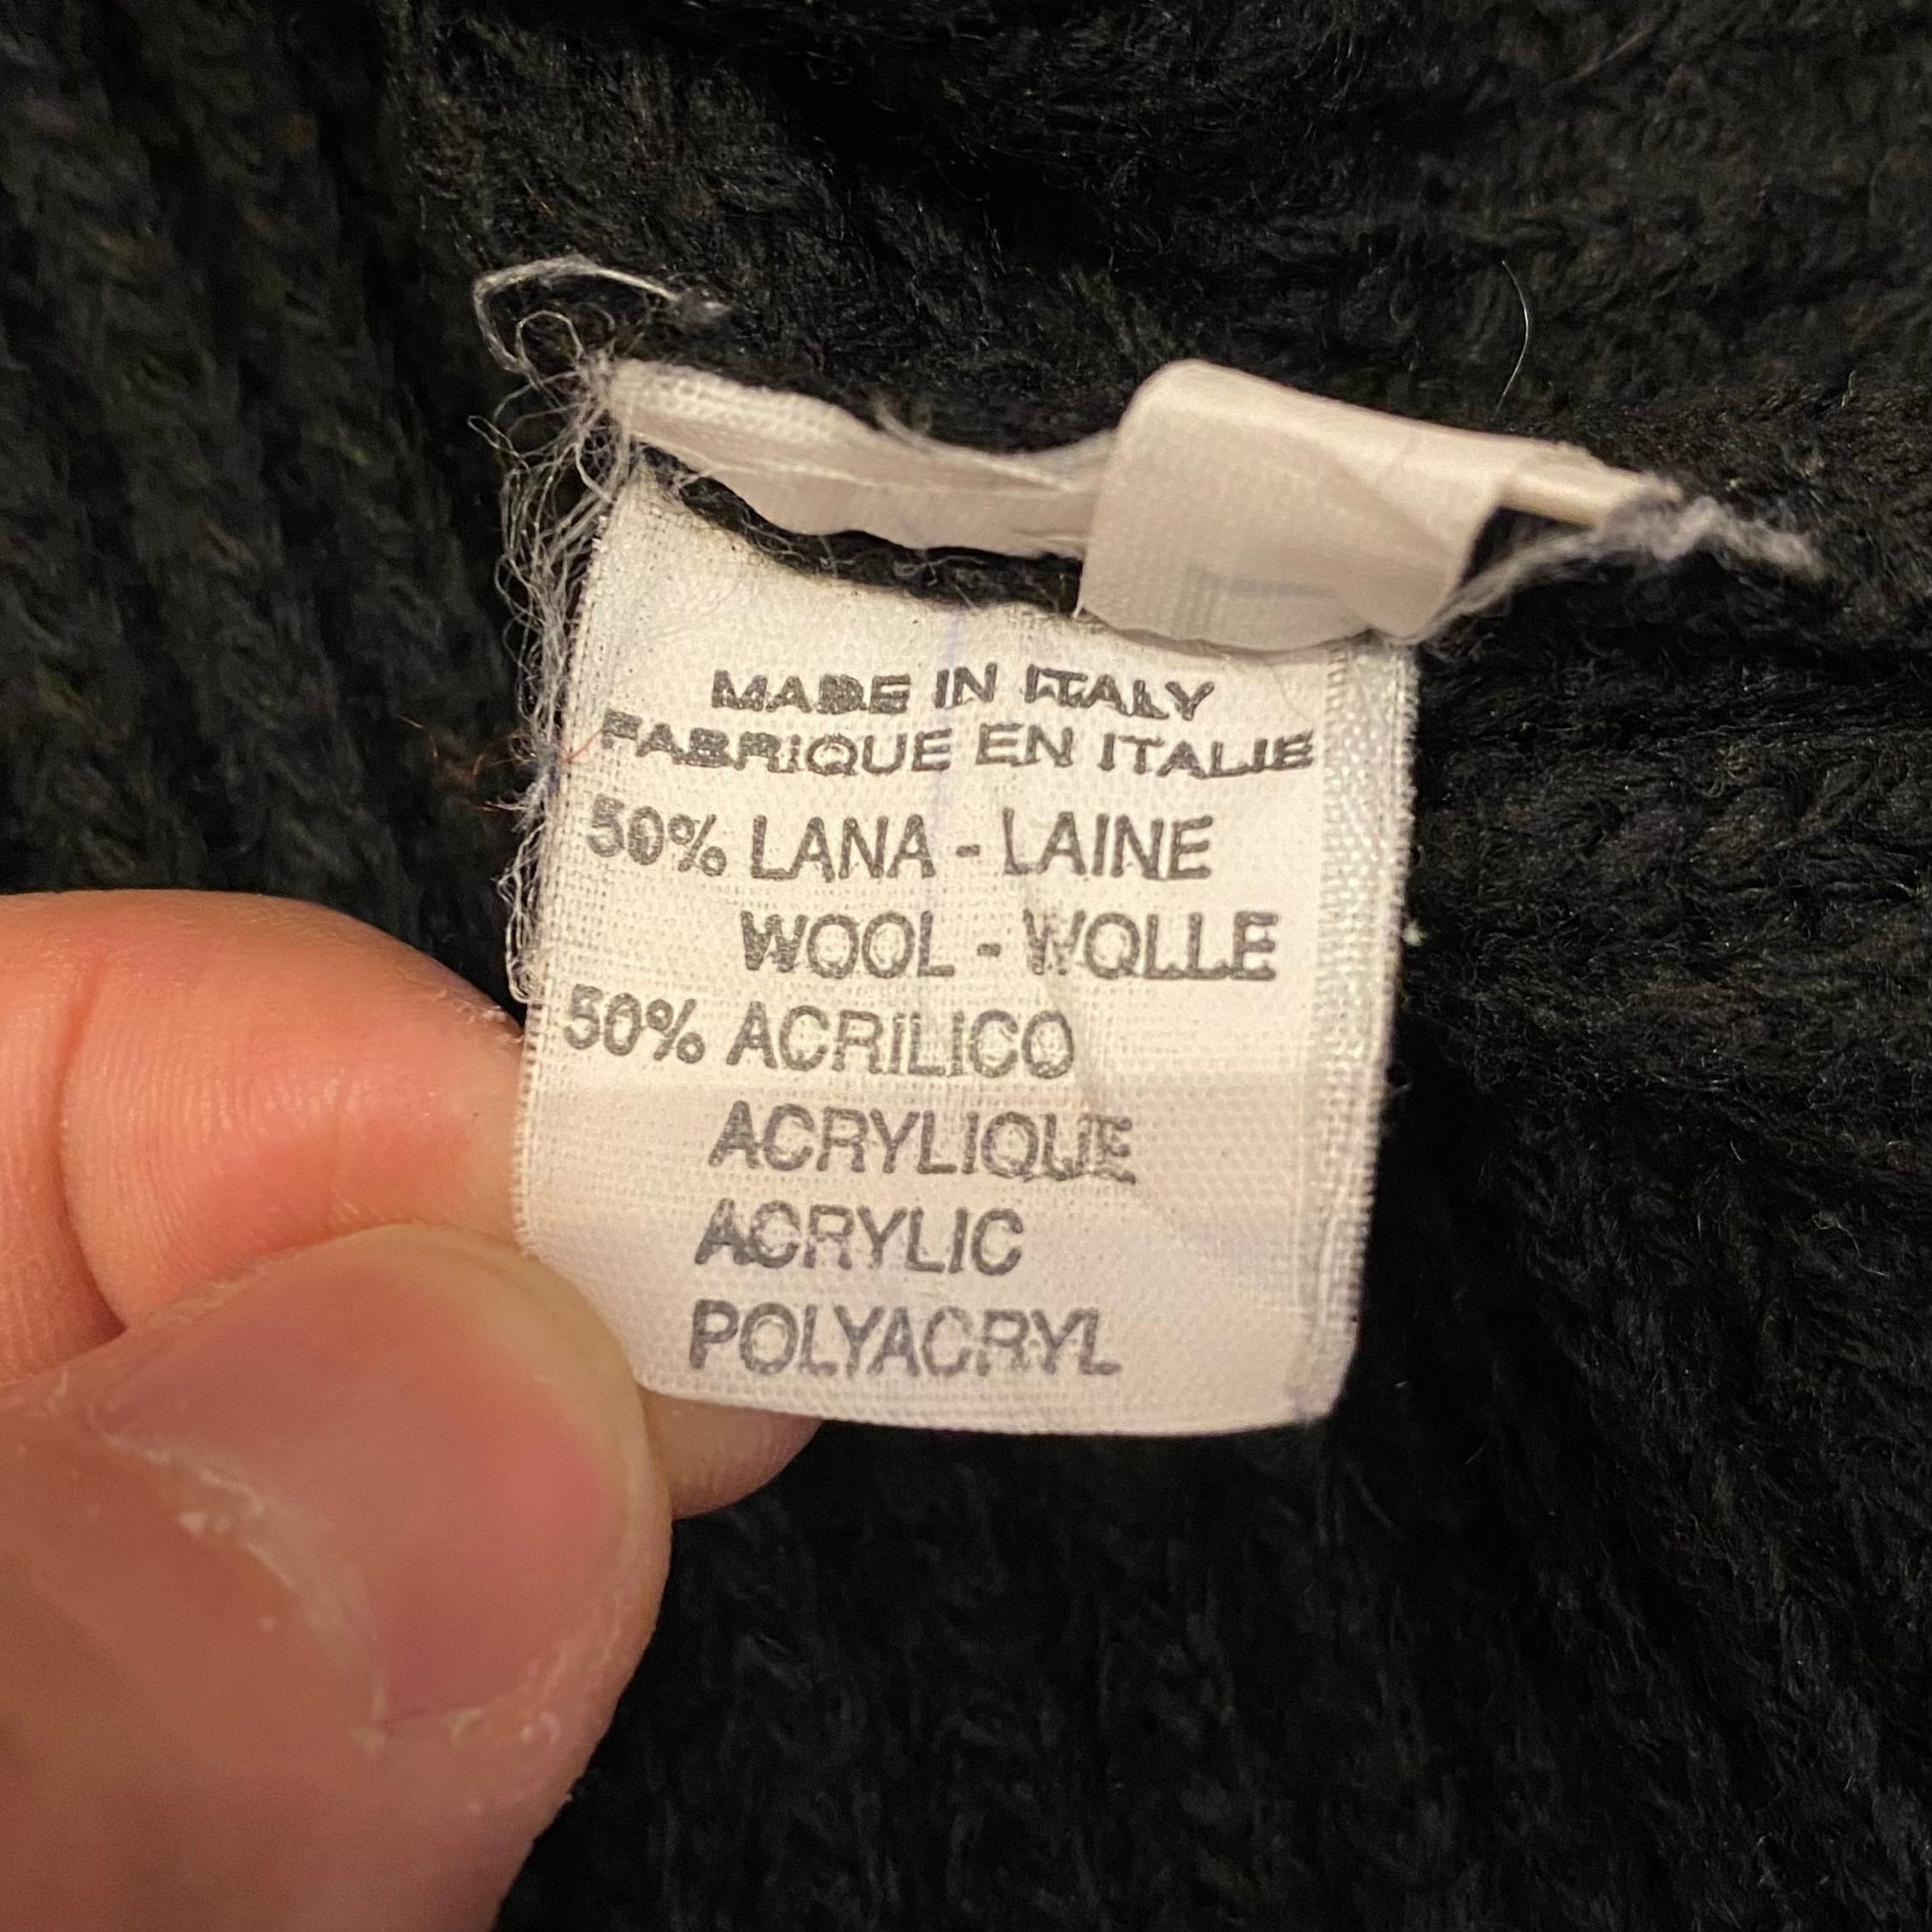 MADE IN ITALY
FABRIQUE EN ITALIE
50% LANA - LAINE
WOOL - WOLLE
50% ACRILICO
ACRYLIQUE
ACRYLIC
POLYACRYL